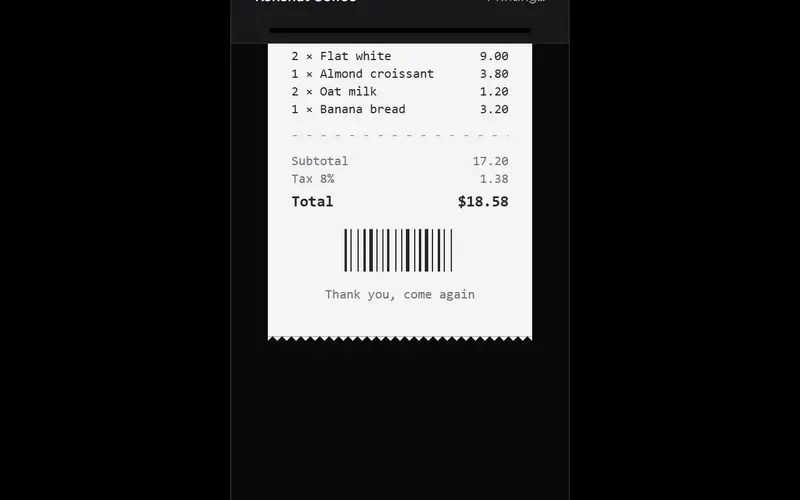 2 × Flat white 9.00
1 × Almond croissant 3.80
2 × Oat milk 1.20
1 × Banana bread 3.20
Subtotal 17.20
Tax 8% 1.38
Total $18.58
Thank you, come again